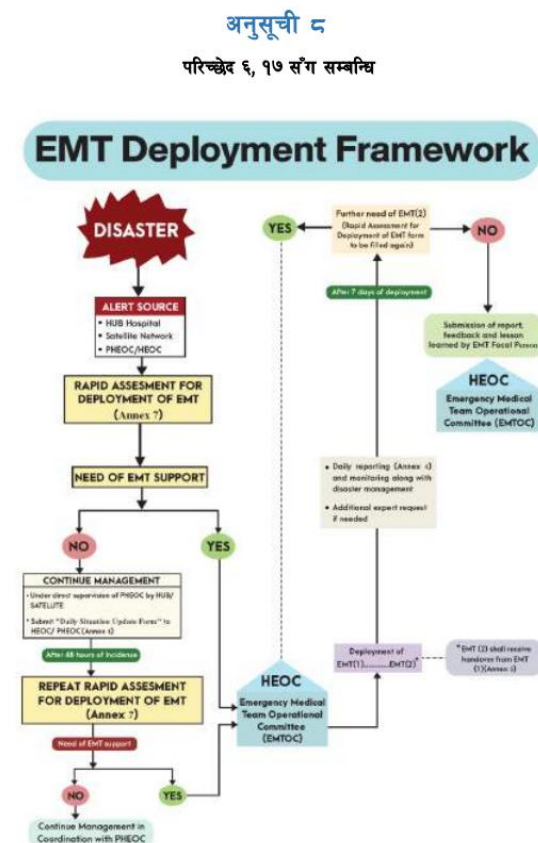 अनुसूची ८
परिच्छेद ६, १७ सँग सम्बन्धि
EMT Deployment Framework
DISASTER
ALERT SOURCE
• HUB Hospital
• Satellite Network
• PHEOC/HEOC
RAPID ASSESMENT FOR
DEPLOYMENT OF EMT
(Annex 7)
NEED OF EMT SUPPORT
NO
YES
CONTINUE MANAGEMENT
• Under direct supervision of PHEOC by HUB/
SATELLITE
• Submit "Daily Situation Update Form" to
HEOC/ PHEOC(Annex
After 48 hours of incidence
REPEAT RAPID ASSESMENT
FOR DEPLOYMENT OF EMT
(Annex 7)
Need of EMT support
NO
YES
Continue Management in
Coordination with PHEOC
HEOC
Emergency Medical
Team Operational
Committee
(EMTOC)
Deployment of
EMT(1)..........EMT(2)*
*EMT (2) shall receive
handover from EMT
(1)(Annex
• Daily reporting (Annex
and monitoring along with
disaster management
• Additional expert request
if needed
After 7 days of deployment
Further need of EMT(2)
(Rapid Assessment for
Deployment of EMT form
to be filled again)
YES
NO
Submission of report,
feedback and lesson
learned by EMT Focal Person
HEOC
Emergency Medical
Team Operational
Committee (EMTOC)